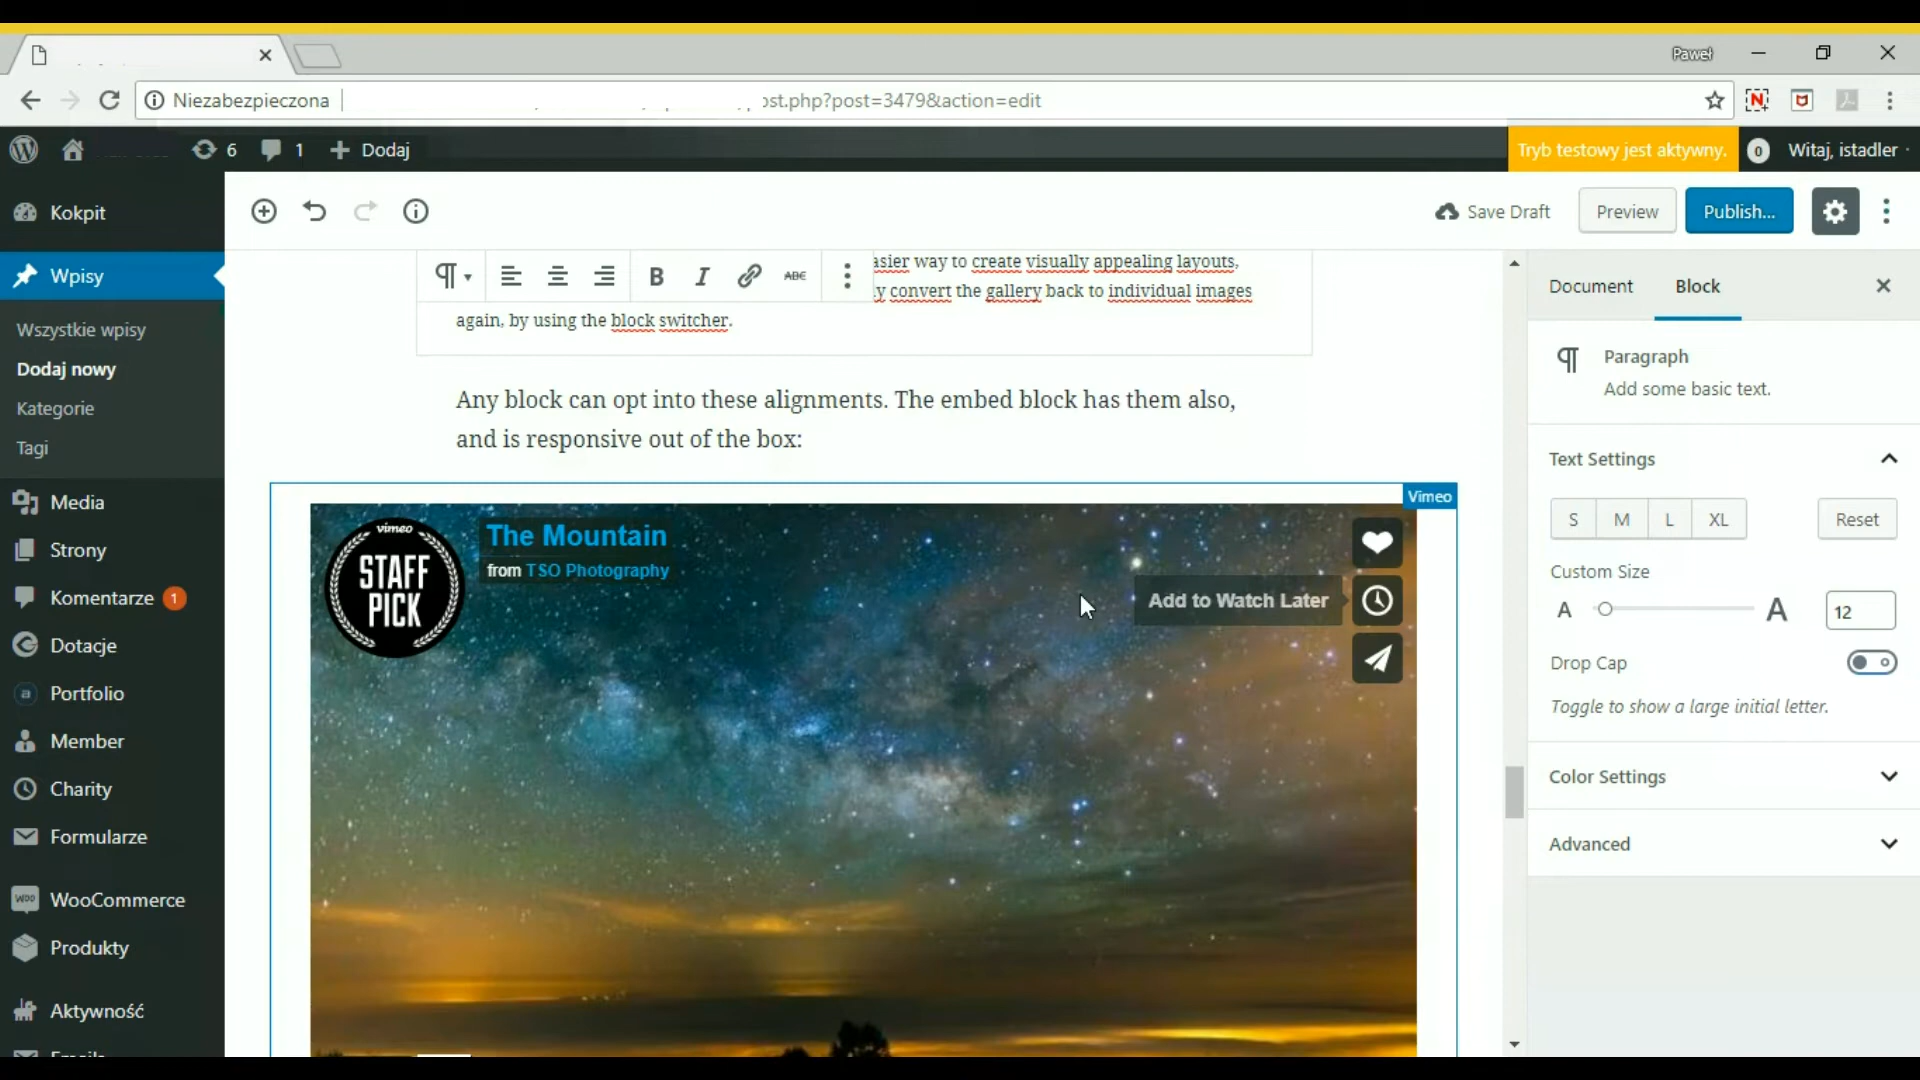 Paweł
Niezabezpieczona
ost.php?post=3479&action=edit
6
1
Dodaj
Tryb testowy jest aktywny.
0
Witaj, istadler
Kokpit
Wpisy
Wszystkie wpisy
Dodaj nowy
Kategorie
Tagi
Media
Strony
Komentarze 1
Dotacje
Portfolio
Member
Charity
Formularze
WooCommerce
Produkty
Aktywność
Save Draft
Preview
Publish...
B I ABC
easier way to create visually appealing layouts,
convert the gallery back to individual images
again, by using the block switcher.
Any block can opt into these alignments. The embed block has them also,
and is responsive out of the box:
Vimeo
vimeo
STAFF
PICK
The Mountain
from TSO Photography
Add to Watch Later
Document
Block
Paragraph
Add some basic text.
Text Settings
S M L XL
Reset
Custom Size
A A 12
Drop Cap
Toggle to show a large initial letter.
Color Settings
Advanced